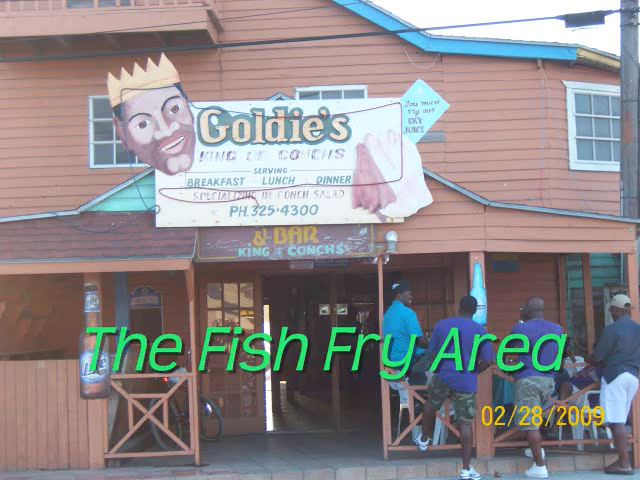 Goldie's
KING OF CONCHS
SERVING
BREAKFAST · LUNCH · DINNER
SPECIALIZING IN CONCH SALAD
PH. 325-4300
You must
try our
SKY
JUICE
& BAR
KING of CONCHS
Lite
The Fish Fry Area
02/28/2009